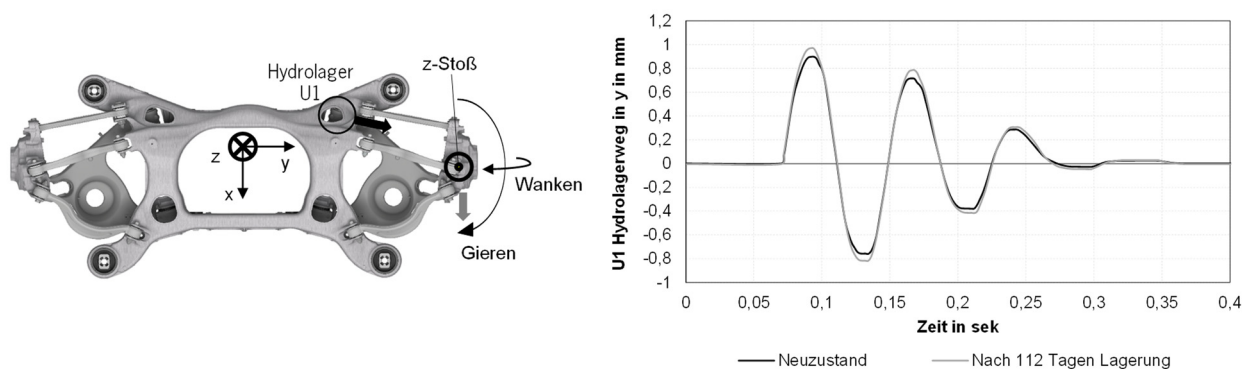 Hydrolager
U1
z-Stoß
z
y
x
Wanken
Gieren
U1 Hydrolagerweg in y in mm
1,2
1
0,8
0,6
0,4
0,2
0
-0,2
-0,4
-0,6
-0,8
-1
0 0,05 0,1 0,15 0,2 0,25 0,3 0,35 0,4
Zeit in sek
Neuzustand Nach 112 Tagen Lagerung